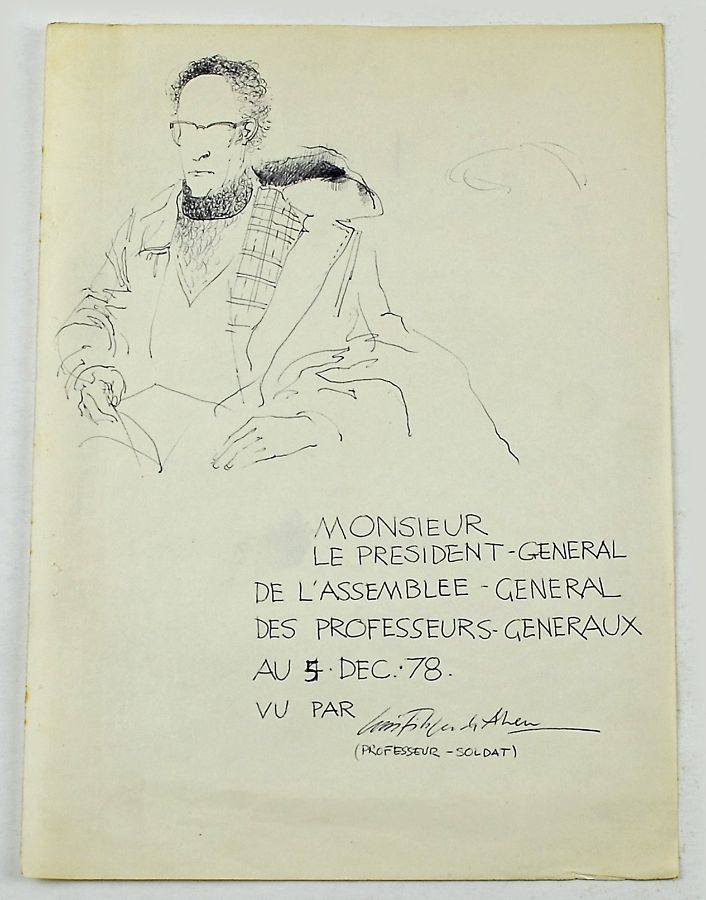 MONSIEUR
LE PRESIDENT-GENERAL
DE L'ASSEMBLEE-GENERAL
DES PROFESSEURS-GENERAUX
AU 5·DEC.·78.
VU PAR
(PROFESSEUR-SOLDAT)